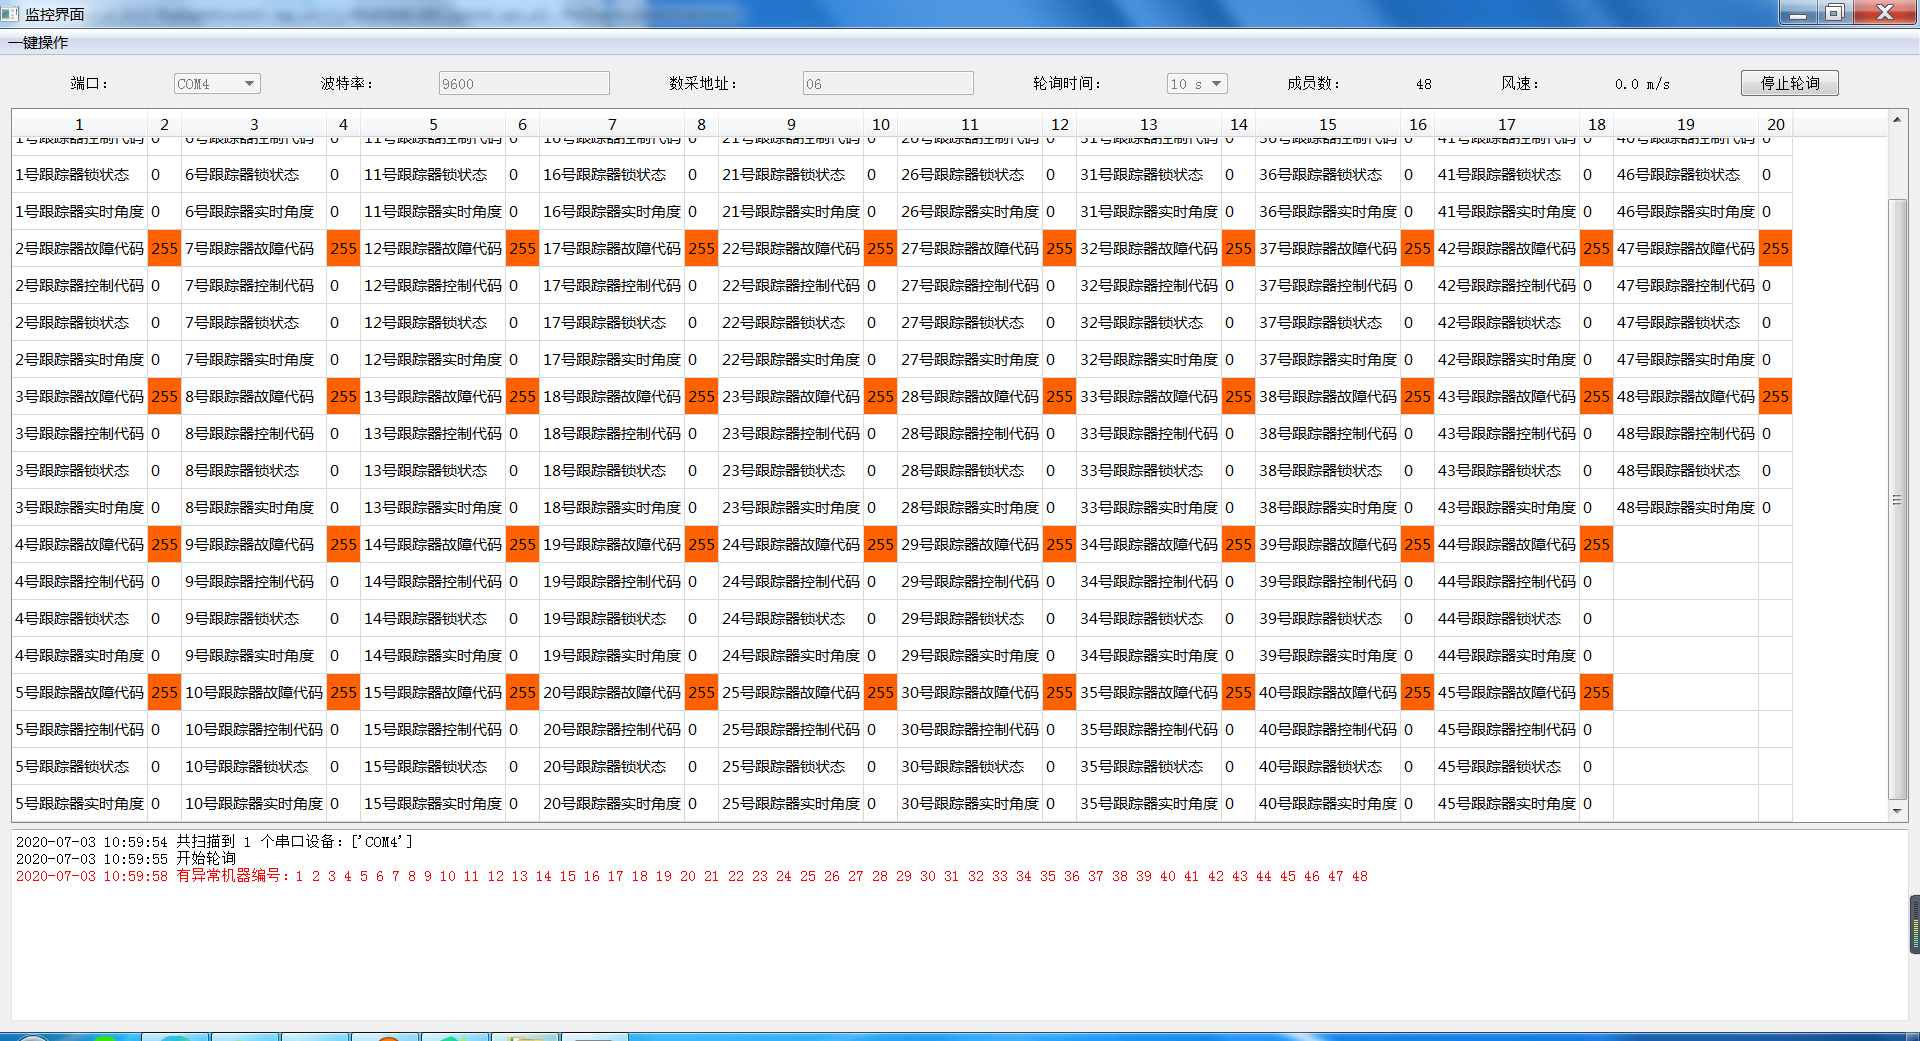 监控界面
一键操作
端口： COM4 波特率： 9600 数采地址： 06 轮询时间： 10 s 成员数： 48 风速： 0.0 m/s 停止轮询
1 2 3 4 5 6 7 8 9 10 11 12 13 14 15 16 17 18 19 20
1号跟踪器控制代码 0 6号跟踪器控制代码 0 11号跟踪器控制代码 0 16号跟踪器控制代码 0 21号跟踪器控制代码 0 26号跟踪器控制代码 0 31号跟踪器控制代码 0 36号跟踪器控制代码 0 41号跟踪器控制代码 0 46号跟踪器控制代码 0
1号跟踪器锁状态 0 6号跟踪器锁状态 0 11号跟踪器锁状态 0 16号跟踪器锁状态 0 21号跟踪器锁状态 0 26号跟踪器锁状态 0 31号跟踪器锁状态 0 36号跟踪器锁状态 0 41号跟踪器锁状态 0 46号跟踪器锁状态 0
1号跟踪器实时角度 0 6号跟踪器实时角度 0 11号跟踪器实时角度 0 16号跟踪器实时角度 0 21号跟踪器实时角度 0 26号跟踪器实时角度 0 31号跟踪器实时角度 0 36号跟踪器实时角度 0 41号跟踪器实时角度 0 46号跟踪器实时角度 0
2号跟踪器故障代码 255 7号跟踪器故障代码 255 12号跟踪器故障代码 255 17号跟踪器故障代码 255 22号跟踪器故障代码 255 27号跟踪器故障代码 255 32号跟踪器故障代码 255 37号跟踪器故障代码 255 42号跟踪器故障代码 255 47号跟踪器故障代码 255
2号跟踪器控制代码 0 7号跟踪器控制代码 0 12号跟踪器控制代码 0 17号跟踪器控制代码 0 22号跟踪器控制代码 0 27号跟踪器控制代码 0 32号跟踪器控制代码 0 37号跟踪器控制代码 0 42号跟踪器控制代码 0 47号跟踪器控制代码 0
2号跟踪器锁状态 0 7号跟踪器锁状态 0 12号跟踪器锁状态 0 17号跟踪器锁状态 0 22号跟踪器锁状态 0 27号跟踪器锁状态 0 32号跟踪器锁状态 0 37号跟踪器锁状态 0 42号跟踪器锁状态 0 47号跟踪器锁状态 0
2号跟踪器实时角度 0 7号跟踪器实时角度 0 12号跟踪器实时角度 0 17号跟踪器实时角度 0 22号跟踪器实时角度 0 27号跟踪器实时角度 0 32号跟踪器实时角度 0 37号跟踪器实时角度 0 42号跟踪器实时角度 0 47号跟踪器实时角度 0
3号跟踪器故障代码 255 8号跟踪器故障代码 255 13号跟踪器故障代码 255 18号跟踪器故障代码 255 23号跟踪器故障代码 255 28号跟踪器故障代码 255 33号跟踪器故障代码 255 38号跟踪器故障代码 255 43号跟踪器故障代码 255 48号跟踪器故障代码 255
3号跟踪器控制代码 0 8号跟踪器控制代码 0 13号跟踪器控制代码 0 18号跟踪器控制代码 0 23号跟踪器控制代码 0 28号跟踪器控制代码 0 33号跟踪器控制代码 0 38号跟踪器控制代码 0 43号跟踪器控制代码 0 48号跟踪器控制代码 0
3号跟踪器锁状态 0 8号跟踪器锁状态 0 13号跟踪器锁状态 0 18号跟踪器锁状态 0 23号跟踪器锁状态 0 28号跟踪器锁状态 0 33号跟踪器锁状态 0 38号跟踪器锁状态 0 43号跟踪器锁状态 0 48号跟踪器锁状态 0
3号跟踪器实时角度 0 8号跟踪器实时角度 0 13号跟踪器实时角度 0 18号跟踪器实时角度 0 23号跟踪器实时角度 0 28号跟踪器实时角度 0 33号跟踪器实时角度 0 38号跟踪器实时角度 0 43号跟踪器实时角度 0 48号跟踪器实时角度 0
4号跟踪器故障代码 255 9号跟踪器故障代码 255 14号跟踪器故障代码 255 19号跟踪器故障代码 255 24号跟踪器故障代码 255 29号跟踪器故障代码 255 34号跟踪器故障代码 255 39号跟踪器故障代码 255 44号跟踪器故障代码 255
4号跟踪器控制代码 0 9号跟踪器控制代码 0 14号跟踪器控制代码 0 19号跟踪器控制代码 0 24号跟踪器控制代码 0 29号跟踪器控制代码 0 34号跟踪器控制代码 0 39号跟踪器控制代码 0 44号跟踪器控制代码 0
4号跟踪器锁状态 0 9号跟踪器锁状态 0 14号跟踪器锁状态 0 19号跟踪器锁状态 0 24号跟踪器锁状态 0 29号跟踪器锁状态 0 34号跟踪器锁状态 0 39号跟踪器锁状态 0 44号跟踪器锁状态 0
4号跟踪器实时角度 0 9号跟踪器实时角度 0 14号跟踪器实时角度 0 19号跟踪器实时角度 0 24号跟踪器实时角度 0 29号跟踪器实时角度 0 34号跟踪器实时角度 0 39号跟踪器实时角度 0 44号跟踪器实时角度 0
5号跟踪器故障代码 255 10号跟踪器故障代码 255 15号跟踪器故障代码 255 20号跟踪器故障代码 255 25号跟踪器故障代码 255 30号跟踪器故障代码 255 35号跟踪器故障代码 255 40号跟踪器故障代码 255 45号跟踪器故障代码 255
5号跟踪器控制代码 0 10号跟踪器控制代码 0 15号跟踪器控制代码 0 20号跟踪器控制代码 0 25号跟踪器控制代码 0 30号跟踪器控制代码 0 35号跟踪器控制代码 0 40号跟踪器控制代码 0 45号跟踪器控制代码 0
5号跟踪器锁状态 0 10号跟踪器锁状态 0 15号跟踪器锁状态 0 20号跟踪器锁状态 0 25号跟踪器锁状态 0 30号跟踪器锁状态 0 35号跟踪器锁状态 0 40号跟踪器锁状态 0 45号跟踪器锁状态 0
5号跟踪器实时角度 0 10号跟踪器实时角度 0 15号跟踪器实时角度 0 20号跟踪器实时角度 0 25号跟踪器实时角度 0 30号跟踪器实时角度 0 35号跟踪器实时角度 0 40号跟踪器实时角度 0 45号跟踪器实时角度 0
2020-07-03 10:59:54 共扫描到 1 个串口设备：['COM4']
2020-07-03 10:59:55 开始轮询
2020-07-03 10:59:58 有异常机器编号：1 2 3 4 5 6 7 8 9 10 11 12 13 14 15 16 17 18 19 20 21 22 23 24 25 26 27 28 29 30 31 32 33 34 35 36 37 38 39 40 41 42 43 44 45 46 47 48